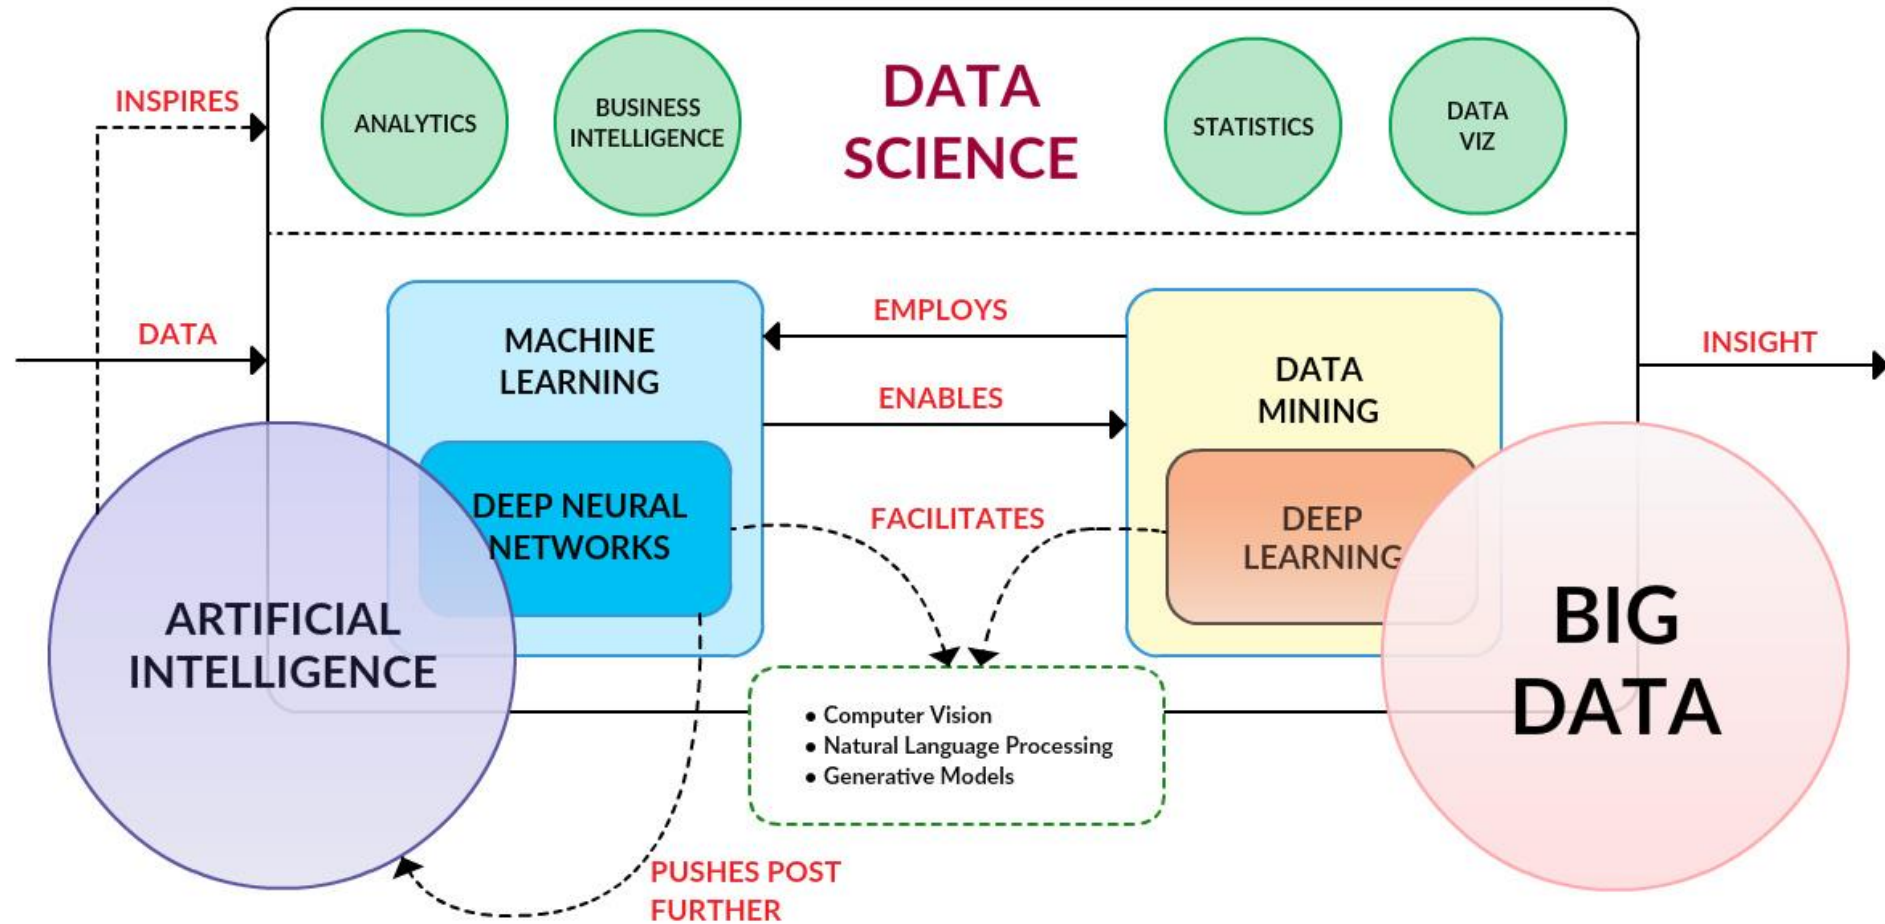 INSPIRES
ANALYTICS
BUSINESS
INTELLIGENCE
DATA
SCIENCE
STATISTICS
DATA
VIZ
DATA
MACHINE
LEARNING
EMPLOYS
ENABLES
DATA
MINING
INSIGHT
DEEP NEURAL
NETWORKS
FACILITATES
DEEP
LEARNING
ARTIFICIAL
INTELLIGENCE
BIG
DATA
• Computer Vision
• Natural Language Processing
• Generative Models
PUSHES POST
FURTHER